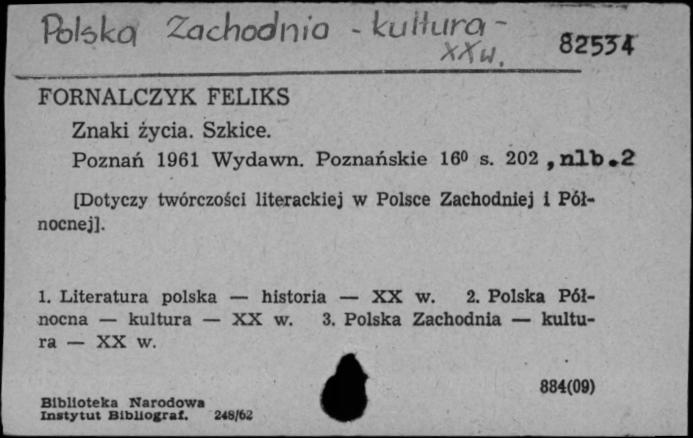 Polska Zachodnia - kultura -
XX w.
82534
FORNALCZYK FELIKS
Znaki życia. Szkice.
Poznań 1961 Wydawn. Poznańskie 16⁰ s. 202 , nlb.2
[Dotyczy twórczości literackiej w Polsce Zachodniej i Pół-
nocnej].
1. Literatura polska — historia — XX w. 2. Polska Pół-
nocna — kultura — XX w. 3. Polska Zachodnia — kultu-
ra — XX w.
884(09)
Biblioteka Narodowa
Instytut Bibliograf. 248/62